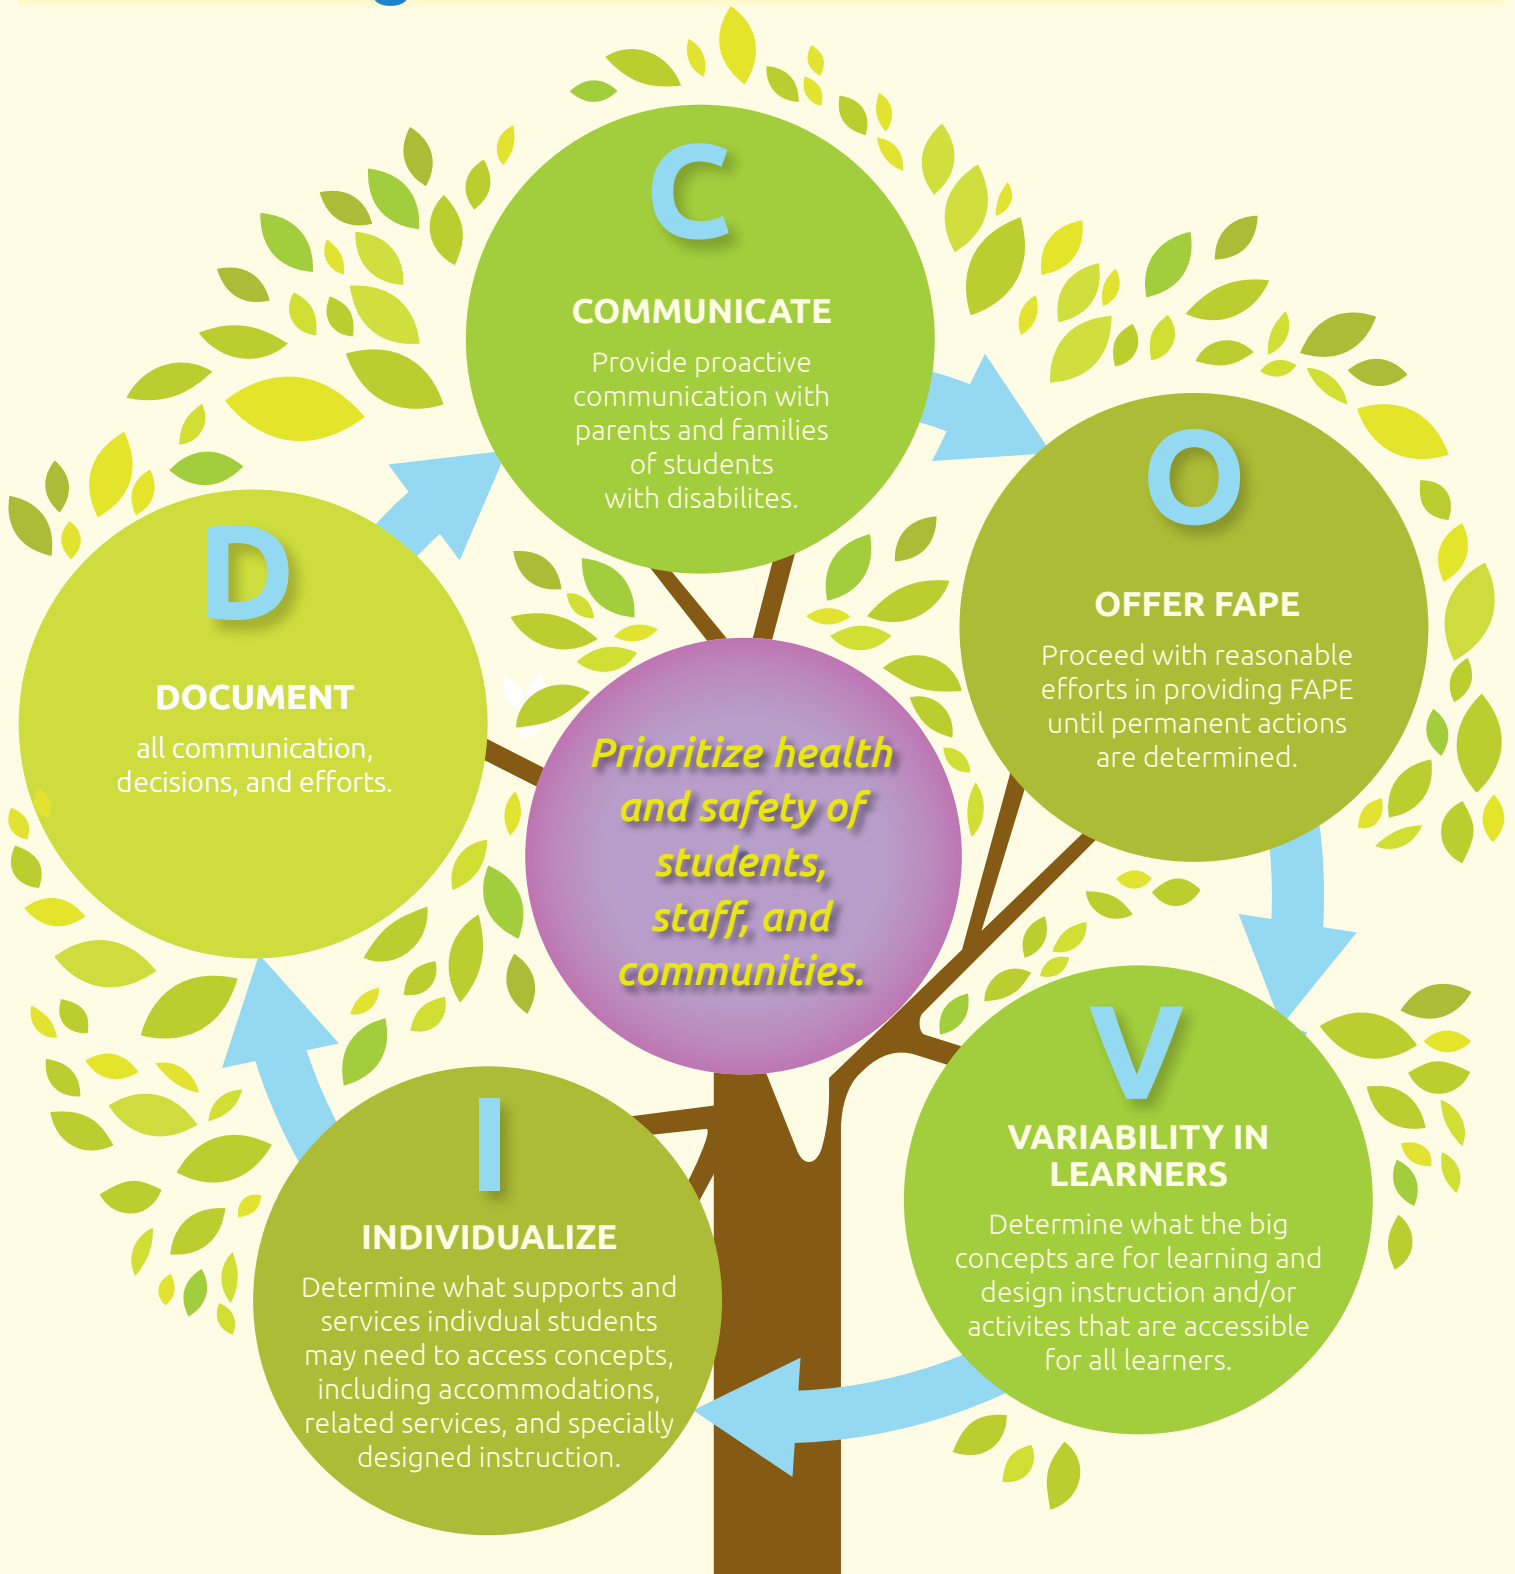 C
COMMUNICATE
Provide proactive
communication with
parents and families
of students
with disabilites.
O
OFFER FAPE
Proceed with reasonable
efforts in providing FAPE
until permanent actions
are determined.
V
VARIABILITY IN
LEARNERS
Determine what the big
concepts are for learning and
design instruction and/or
activites that are accessible
for all learners.
I
INDIVIDUALIZE
Determine what supports and
services indivdual students
may need to access concepts,
including accommodations,
related services, and specially
designed instruction.
D
DOCUMENT
all communication,
decisions, and efforts.
Prioritize health
and safety of
students,
staff, and
communities.